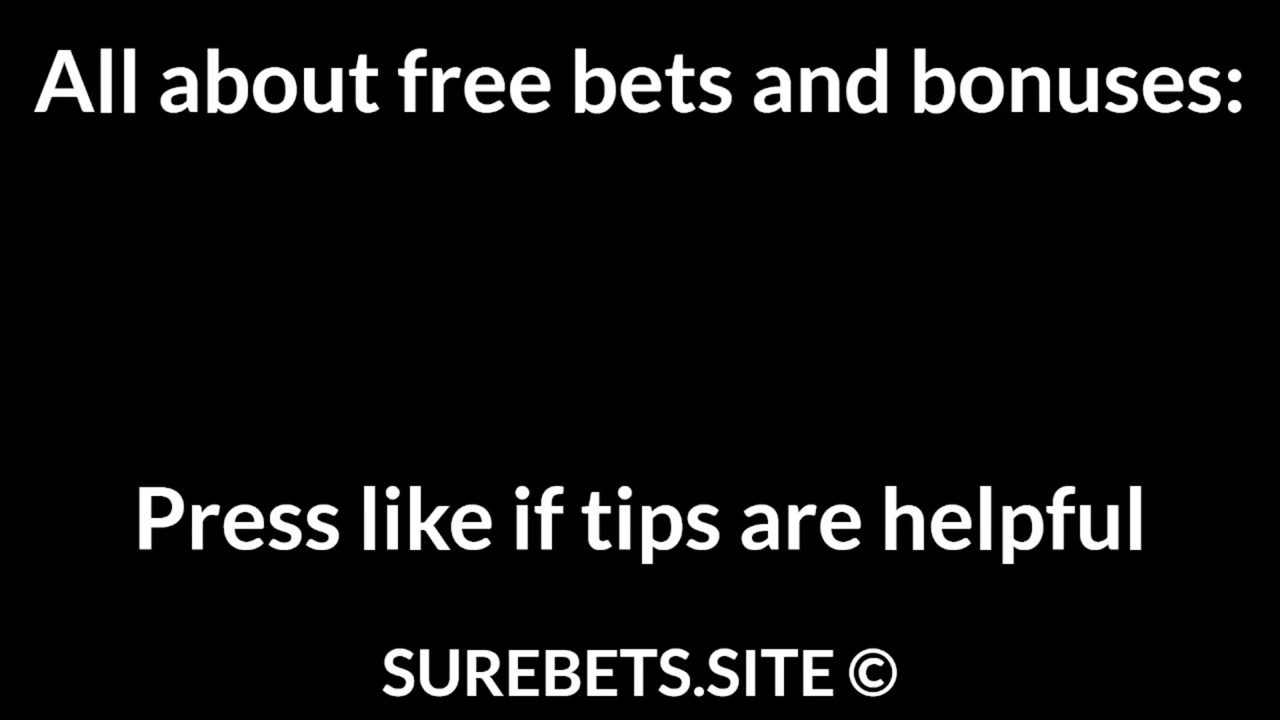 All about free bets and bonuses:
Press like if tips are helpful
SUREBETS.SITE ©